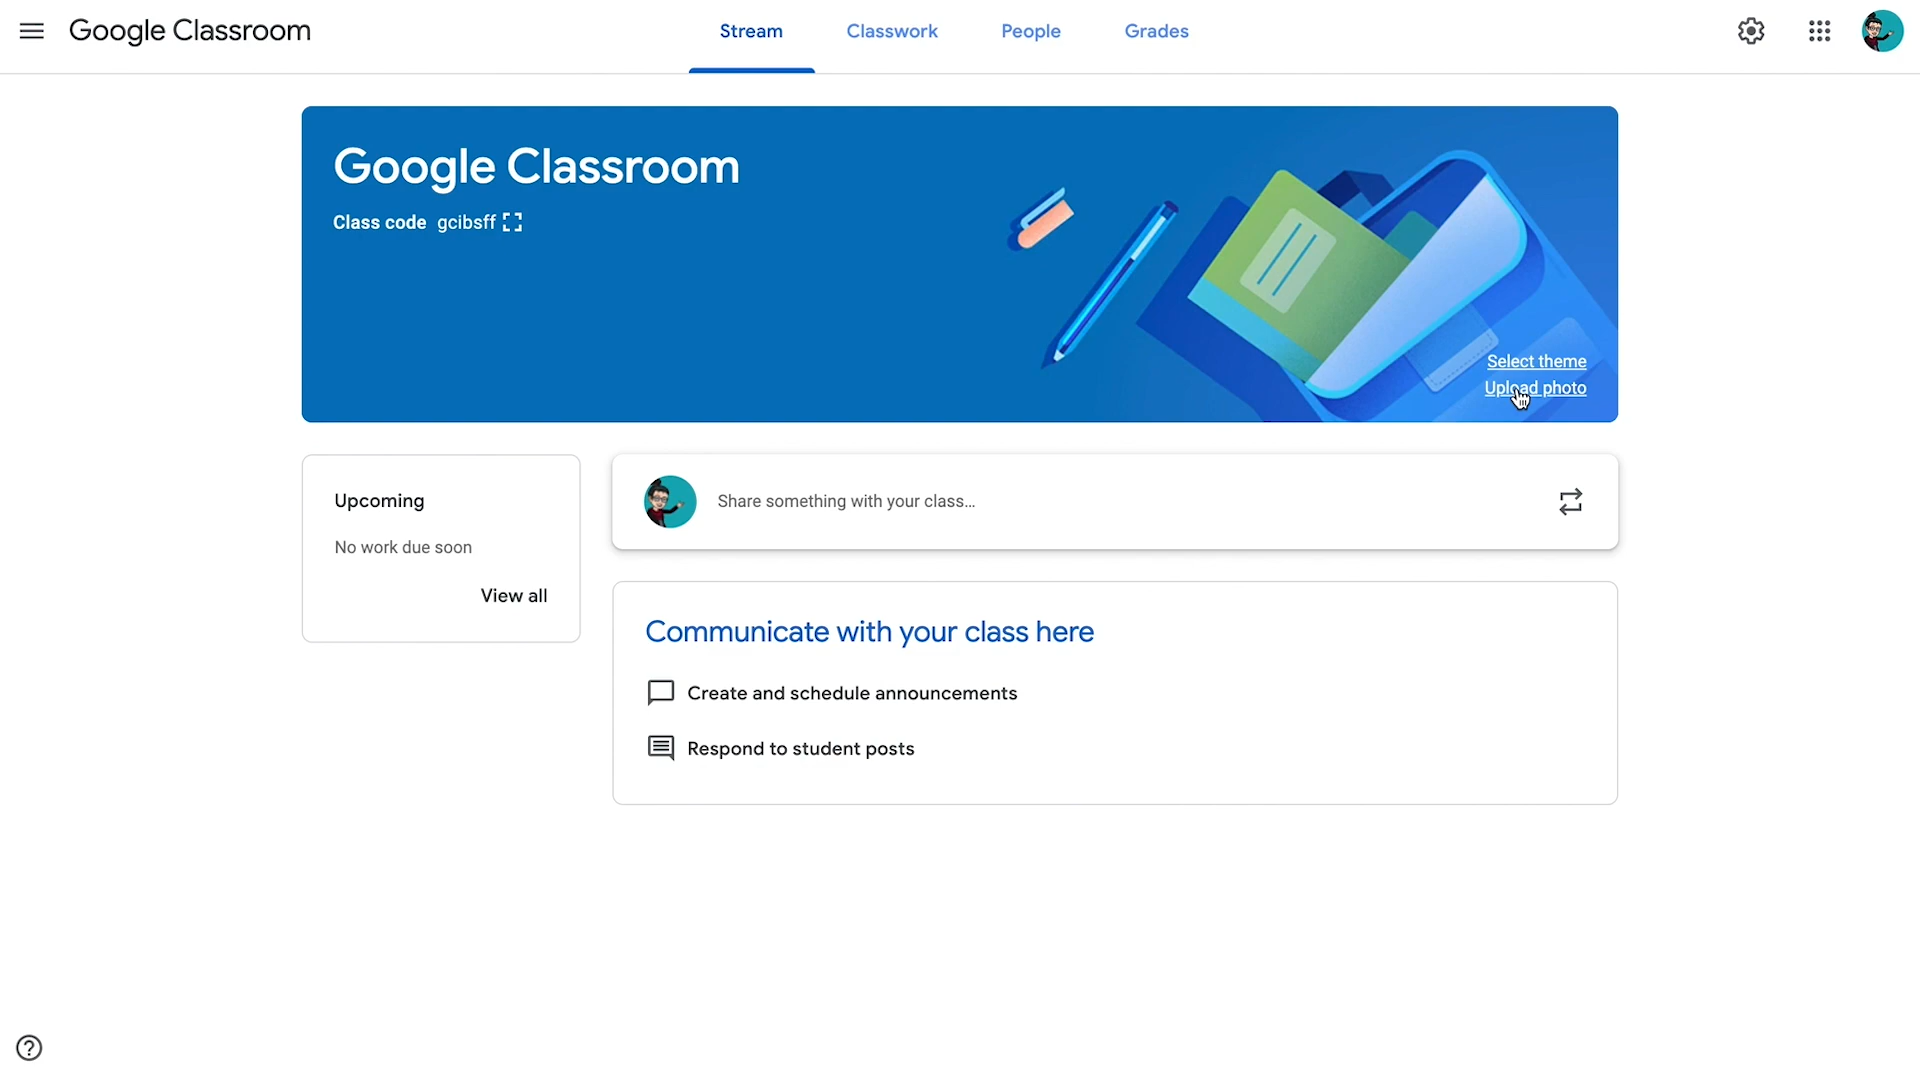 Google Classroom
Stream
Classwork
People
Grades
Google Classroom
Class code gcibsff
Select theme
Upload photo
Upcoming
No work due soon
View all
Share something with your class...
Communicate with your class here
Create and schedule announcements
Respond to student posts